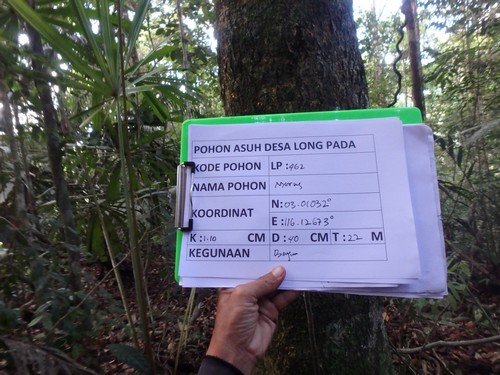 POHON ASUH DESA LONG PADA
KODE POHON LP : 462
NAMA POHON
KOORDINAT N : 03.01032°
E : 116.12673°
K : 1.10 CM D : 40 CM T : 22 M
KEGUNAAN